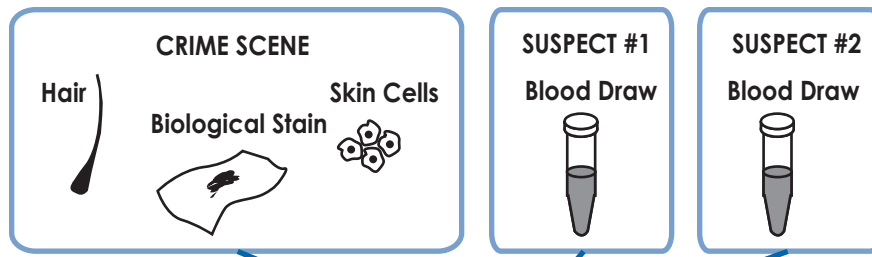 CRIME SCENE
Hair
Biological Stain
Skin Cells
SUSPECT #1
Blood Draw
SUSPECT #2
Blood Draw